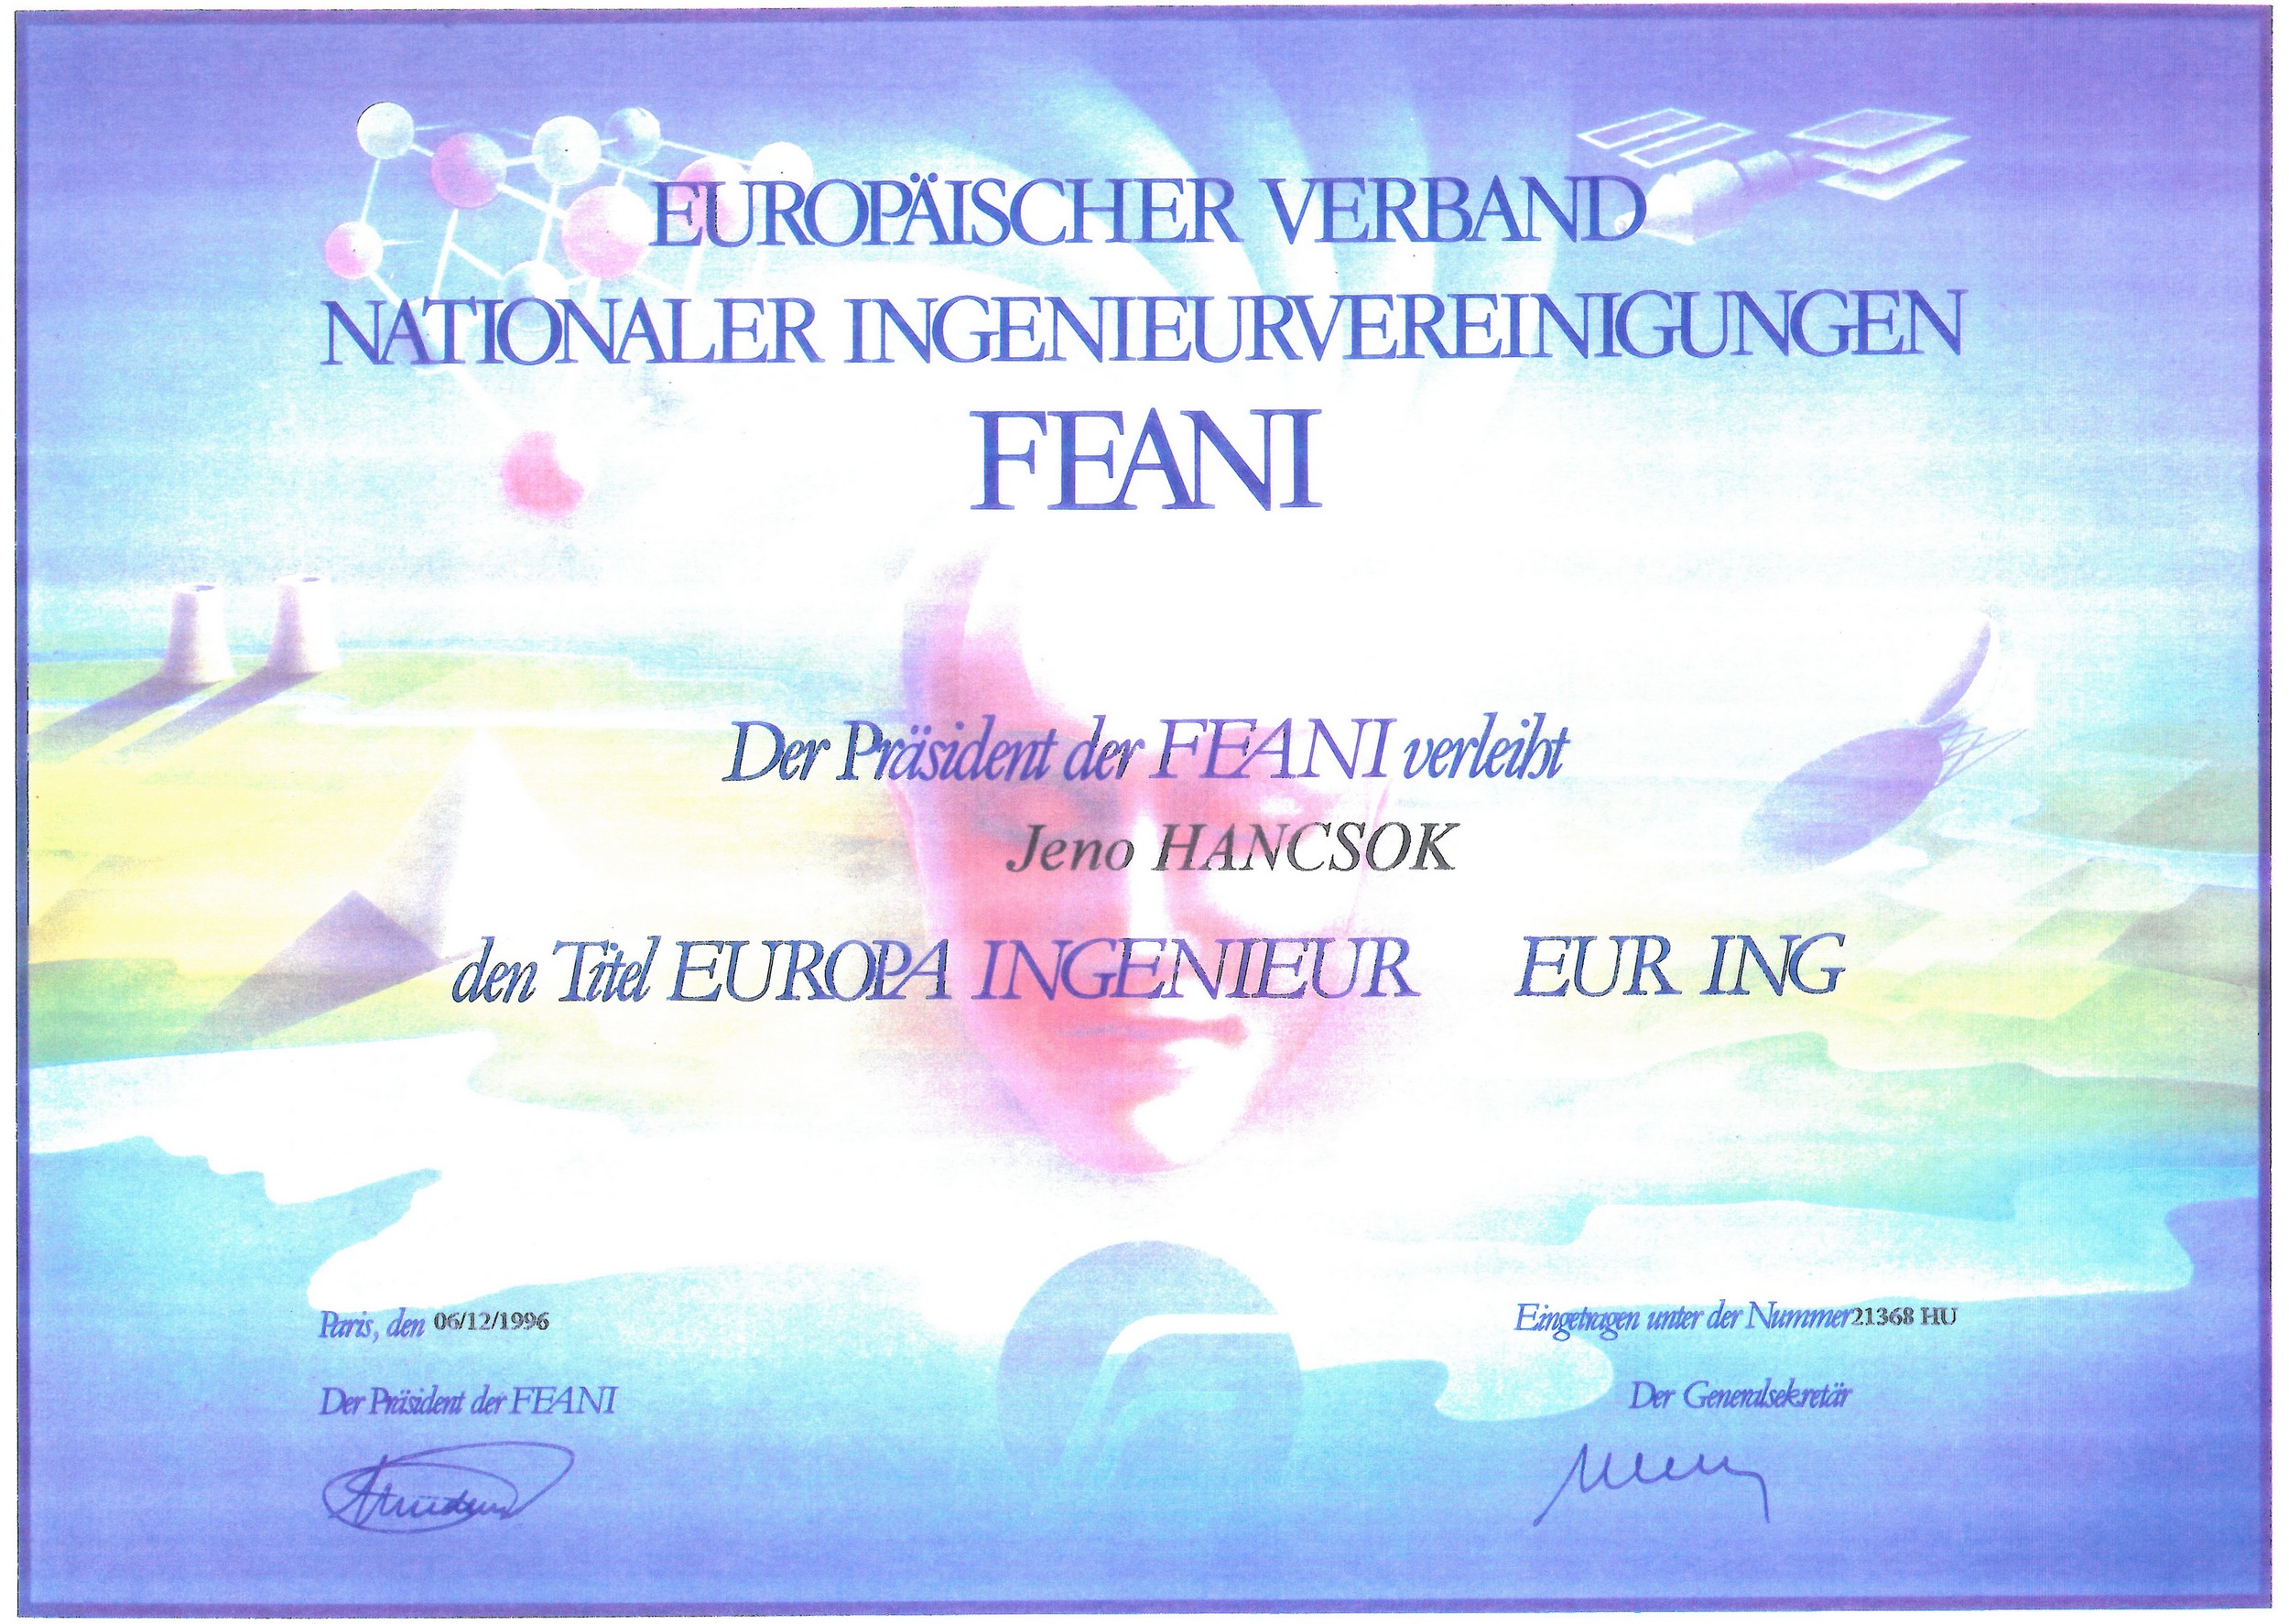 EUROPÄISCHER VERBAND
NATIONALER INGENIEURVEREINIGUNGEN
FEANI
Der Präsident der FEANI verleiht
Jeno HANCSOK
den Titel EUROPA INGENIEUR EUR ING
Paris, den 06/12/1996
Eingetragen unter der Nummer 21368 HU
Der Präsident der FEANI
Der Generalsekretär